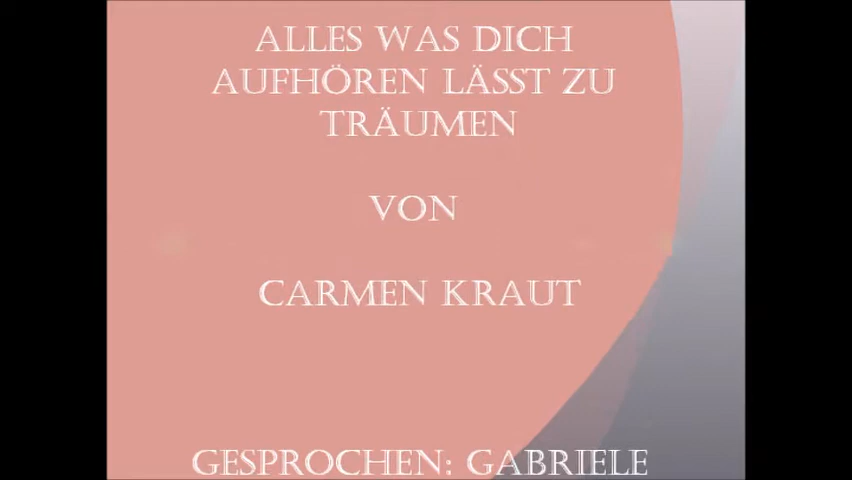 ALLES WAS DICH
AUFHÖREN LÄSST ZU
TRÄUMEN
VON
CARMEN KRAUT
GESPROCHEN: GABRIELE